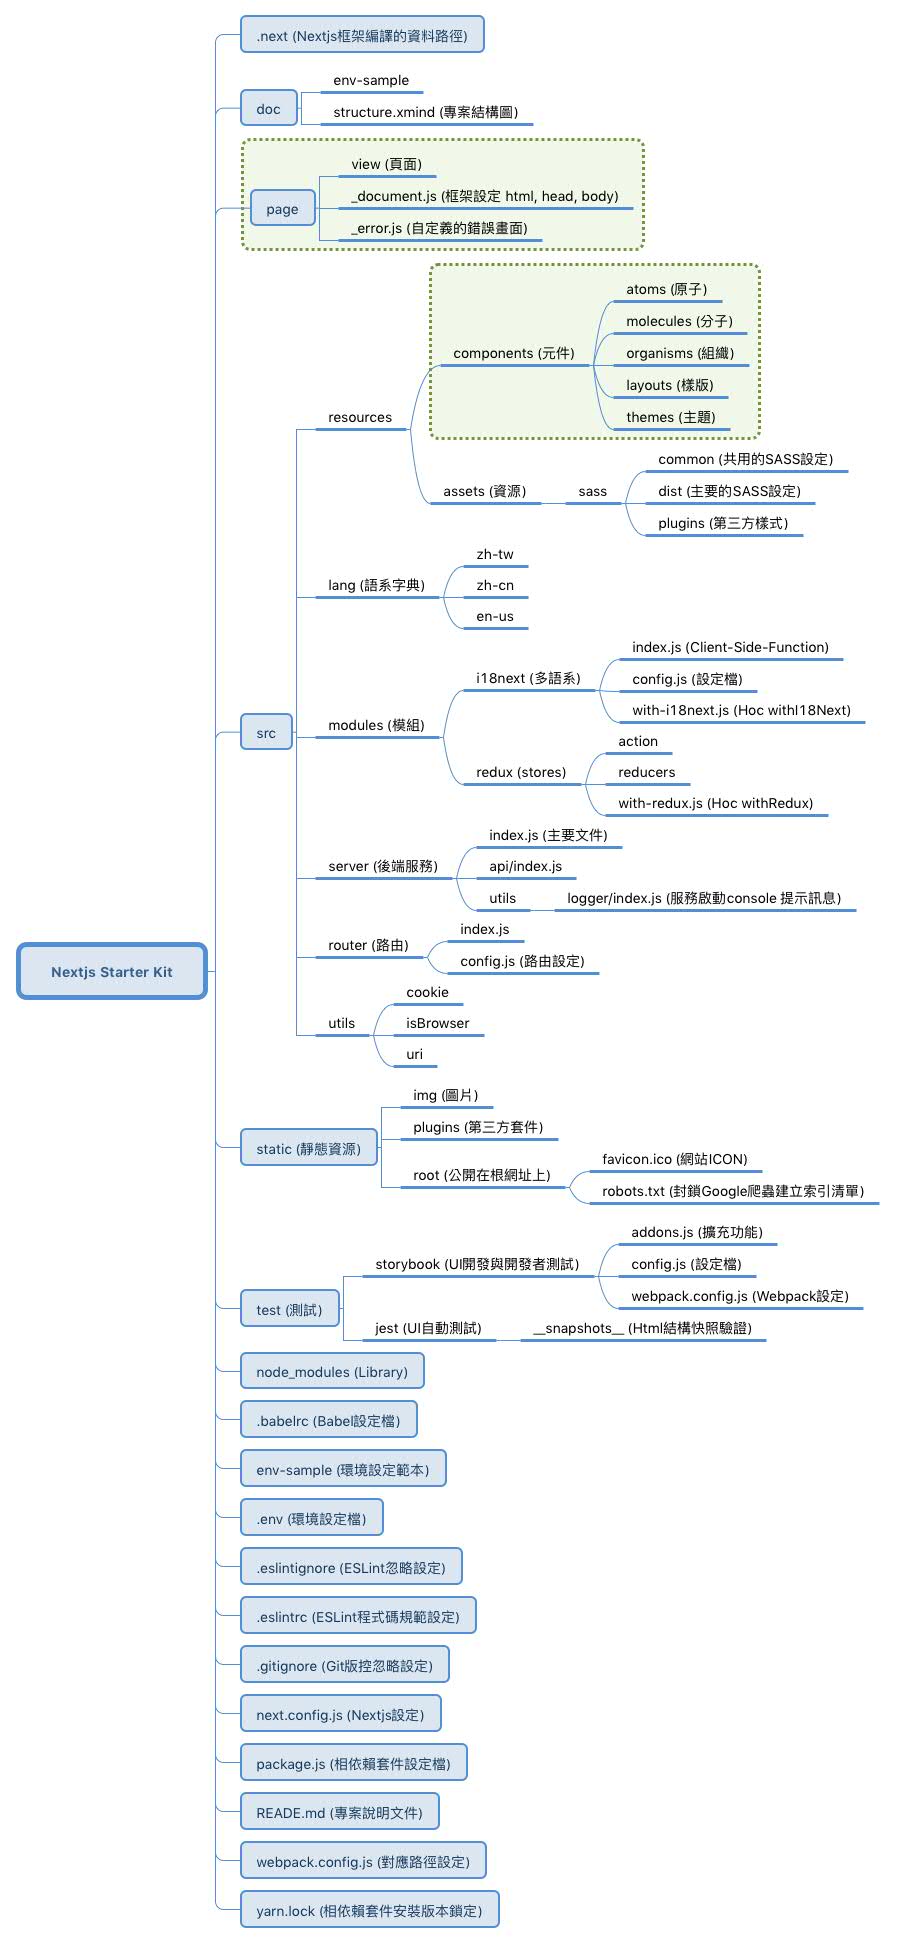 .next (Nextjs框架編譯的資料路徑)
env-sample
doc
structure.xmind (專案結構圖)
view (頁面)
_document.js (框架設定 html, head, body)
page
_error.js (自定義的錯誤畫面)
atoms (原子)
molecules (分子)
components (元件)
organisms (組織)
layouts (樣版)
themes (主題)
resources
common (共用的SASS設定)
assets (資源)
sass
dist (主要的SASS設定)
plugins (第三方樣式)
zh-tw
lang (語系字典)
zh-cn
en-us
index.js (Client-Side-Function)
i18next (多語系)
config.js (設定檔)
with-i18next.js (Hoc withI18Next)
modules (模組)
src
action
redux (stores)
reducers
with-redux.js (Hoc withRedux)
index.js (主要文件)
server (後端服務)
api/index.js
utils
logger/index.js (服務啟動console 提示訊息)
index.js
router (路由)
config.js (路由設定)
Nextjs Starter Kit
cookie
utils
isBrowser
uri
img (圖片)
plugins (第三方套件)
static (靜態資源)
favicon.ico (網站ICON)
root (公開在根網址上)
robots.txt (封鎖Google爬蟲建立索引清單)
addons.js (擴充功能)
storybook (UI開發與開發者測試)
config.js (設定檔)
webpack.config.js (Webpack設定)
test (測試)
jest (UI自動測試)
__snapshots__ (Html結構快照驗證)
node_modules (Library)
.babelrc (Babel設定檔)
env-sample (環境設定範本)
.env (環境設定檔)
.eslintignore (ESLint忽略設定)
.eslintrc (ESLint程式碼規範設定)
.gitignore (Git版控忽略設定)
next.config.js (Nextjs設定)
package.js (相依賴套件設定檔)
READE.md (專案說明文件)
webpack.config.js (對應路徑設定)
yarn.lock (相依賴套件安裝版本鎖定)